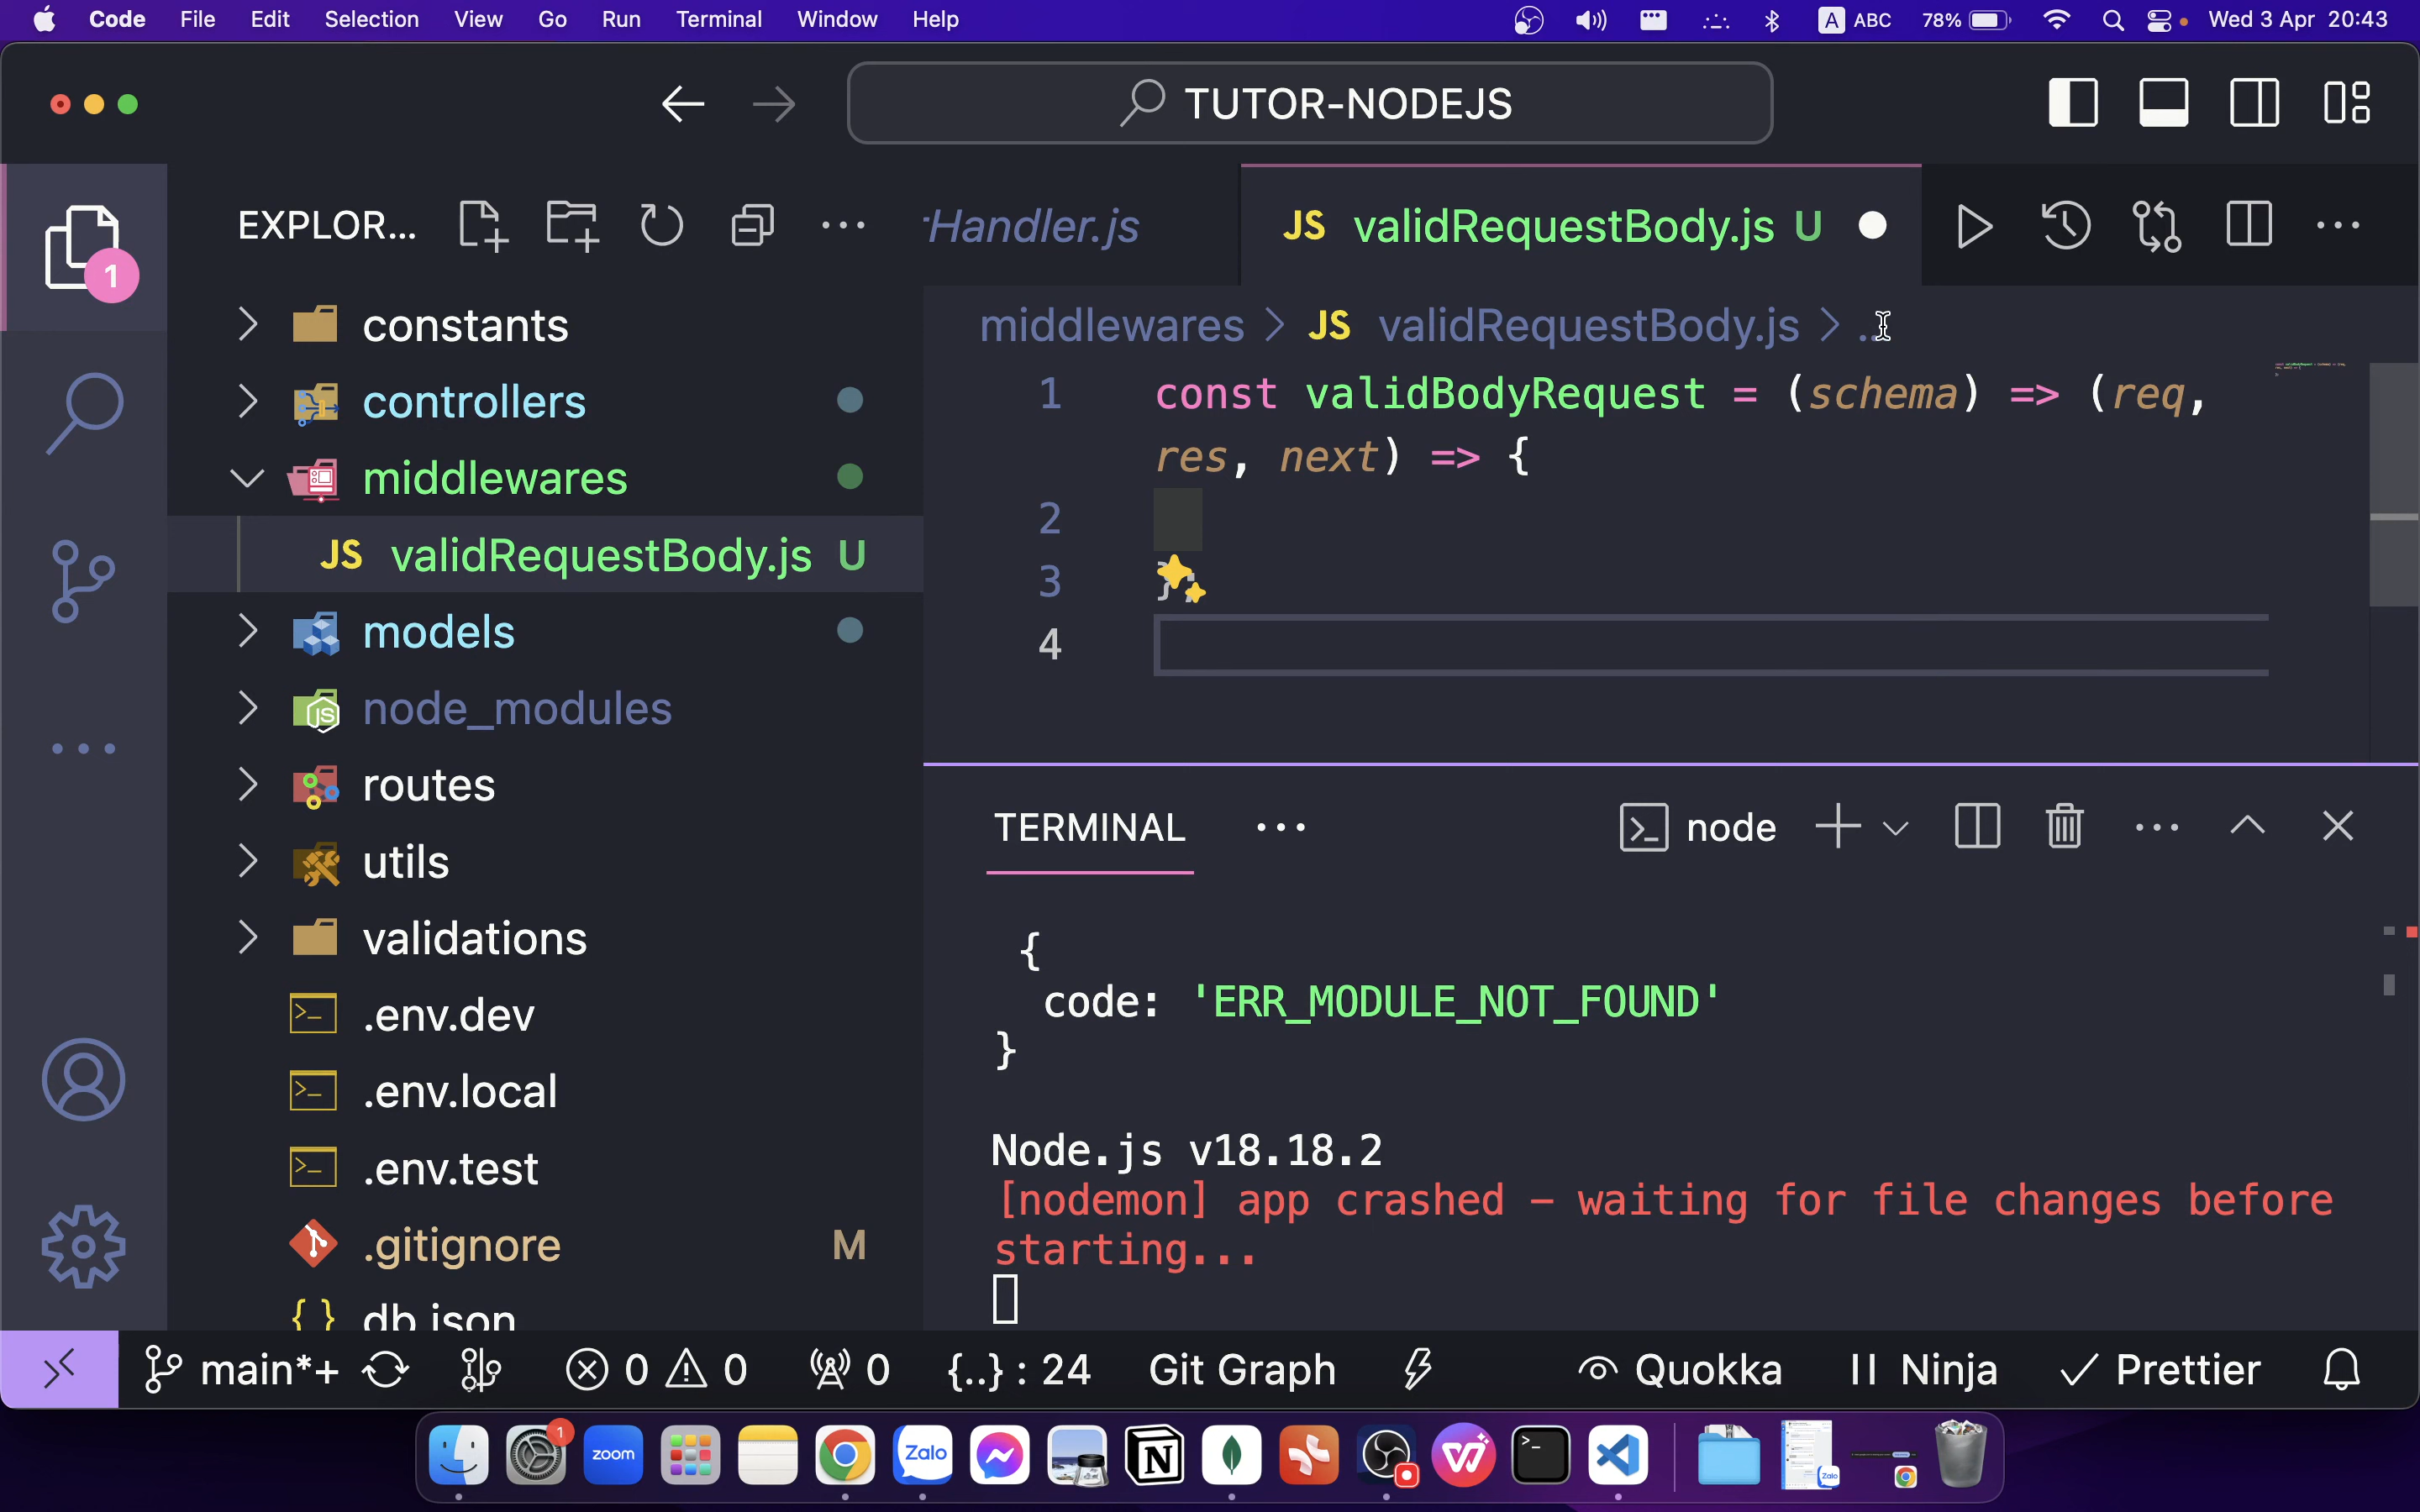 Code File Edit Selection View Go Run Terminal Window Help A ABC 78% Wed 3 Apr 20:43
TUTOR-NODEJS
EXPLOR...
1
constants
controllers
middlewares
JS validRequestBody.js U
models
node_modules
routes
utils
validations
.env.dev
.env.local
.env.test
.gitignore M
db.json
rHandler.js
JS validRequestBody.js U
middlewares > JS validRequestBody.js > ..
1 const validBodyRequest = (schema) => (req,
res, next) => {
2
3 };
4
TERMINAL node
{
code: 'ERR_MODULE_NOT_FOUND'
}
Node.js v18.18.2
[nodemon] app crashed - waiting for file changes before
starting...
main*+ 0 0 0 {..} : 24 Git Graph Quokka Ninja Prettier
1 zoom Zalo N W
Zalo